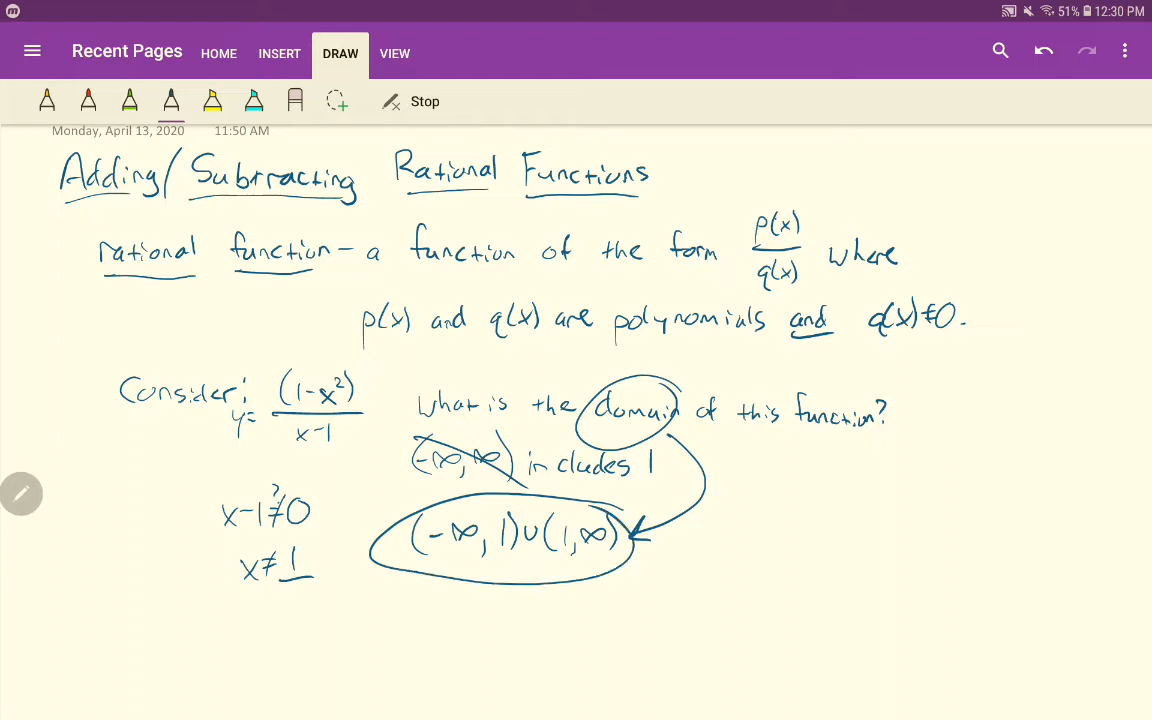 51% 12:30 PM
Recent Pages HOME INSERT DRAW VIEW
Stop
Monday, April 13, 2020 11:50 AM
Adding/Subtracting Rational Functions
rational function - a function of the form p(x)/q(x) where
p(x) and q(x) are polynomials and q(x)≠0.
Consider: y= (1-x²)/x-1 What is the domain of this function?
(-∞,∞) includes 1
x-1≠0 ?
(-∞,1)∪(1,∞)
x≠1